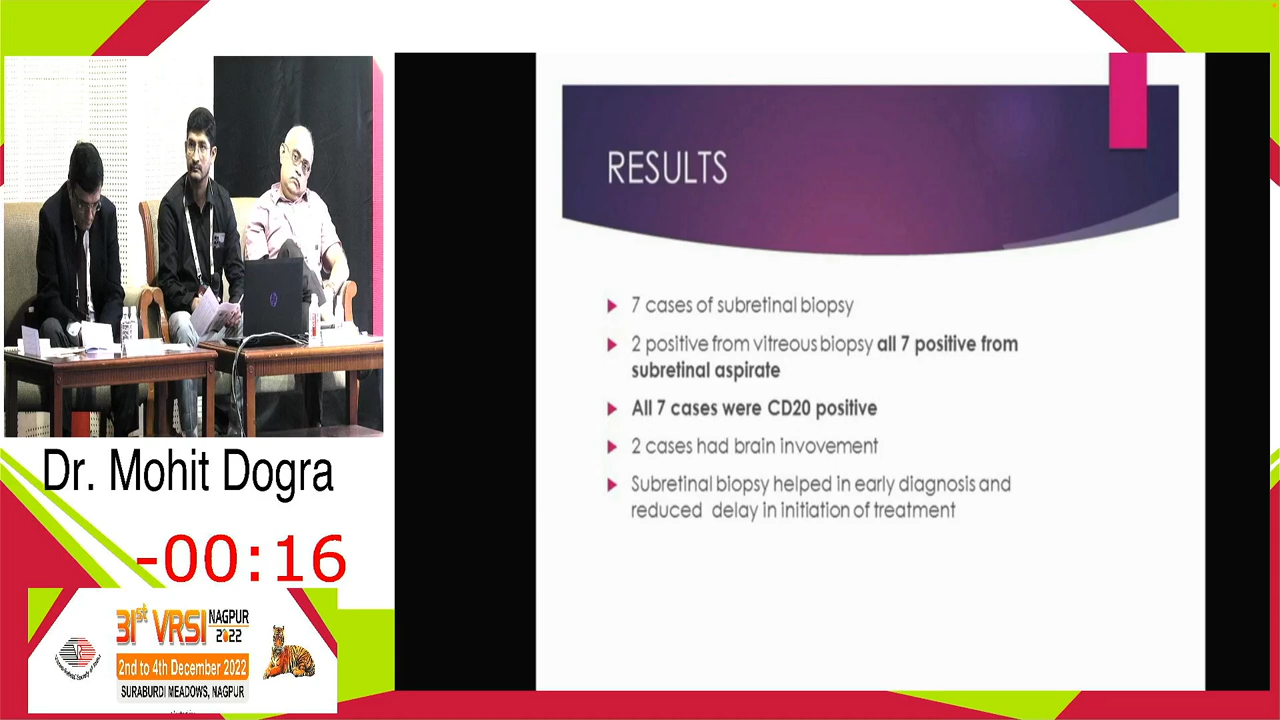 RESULTS
7 cases of subretinal biopsy
2 positive from vitreous biopsy all 7 positive from
subretinal aspirate
All 7 cases were CD20 positive
2 cases had brain invovement
Subretinal biopsy helped in early diagnosis and
reduced delay in initiation of treatment
Dr. Mohit Dogra
-00:16
31st VRSI NAGPUR
2022
2nd to 4th December 2022
SURABURDI MEADOWS, NAGPUR